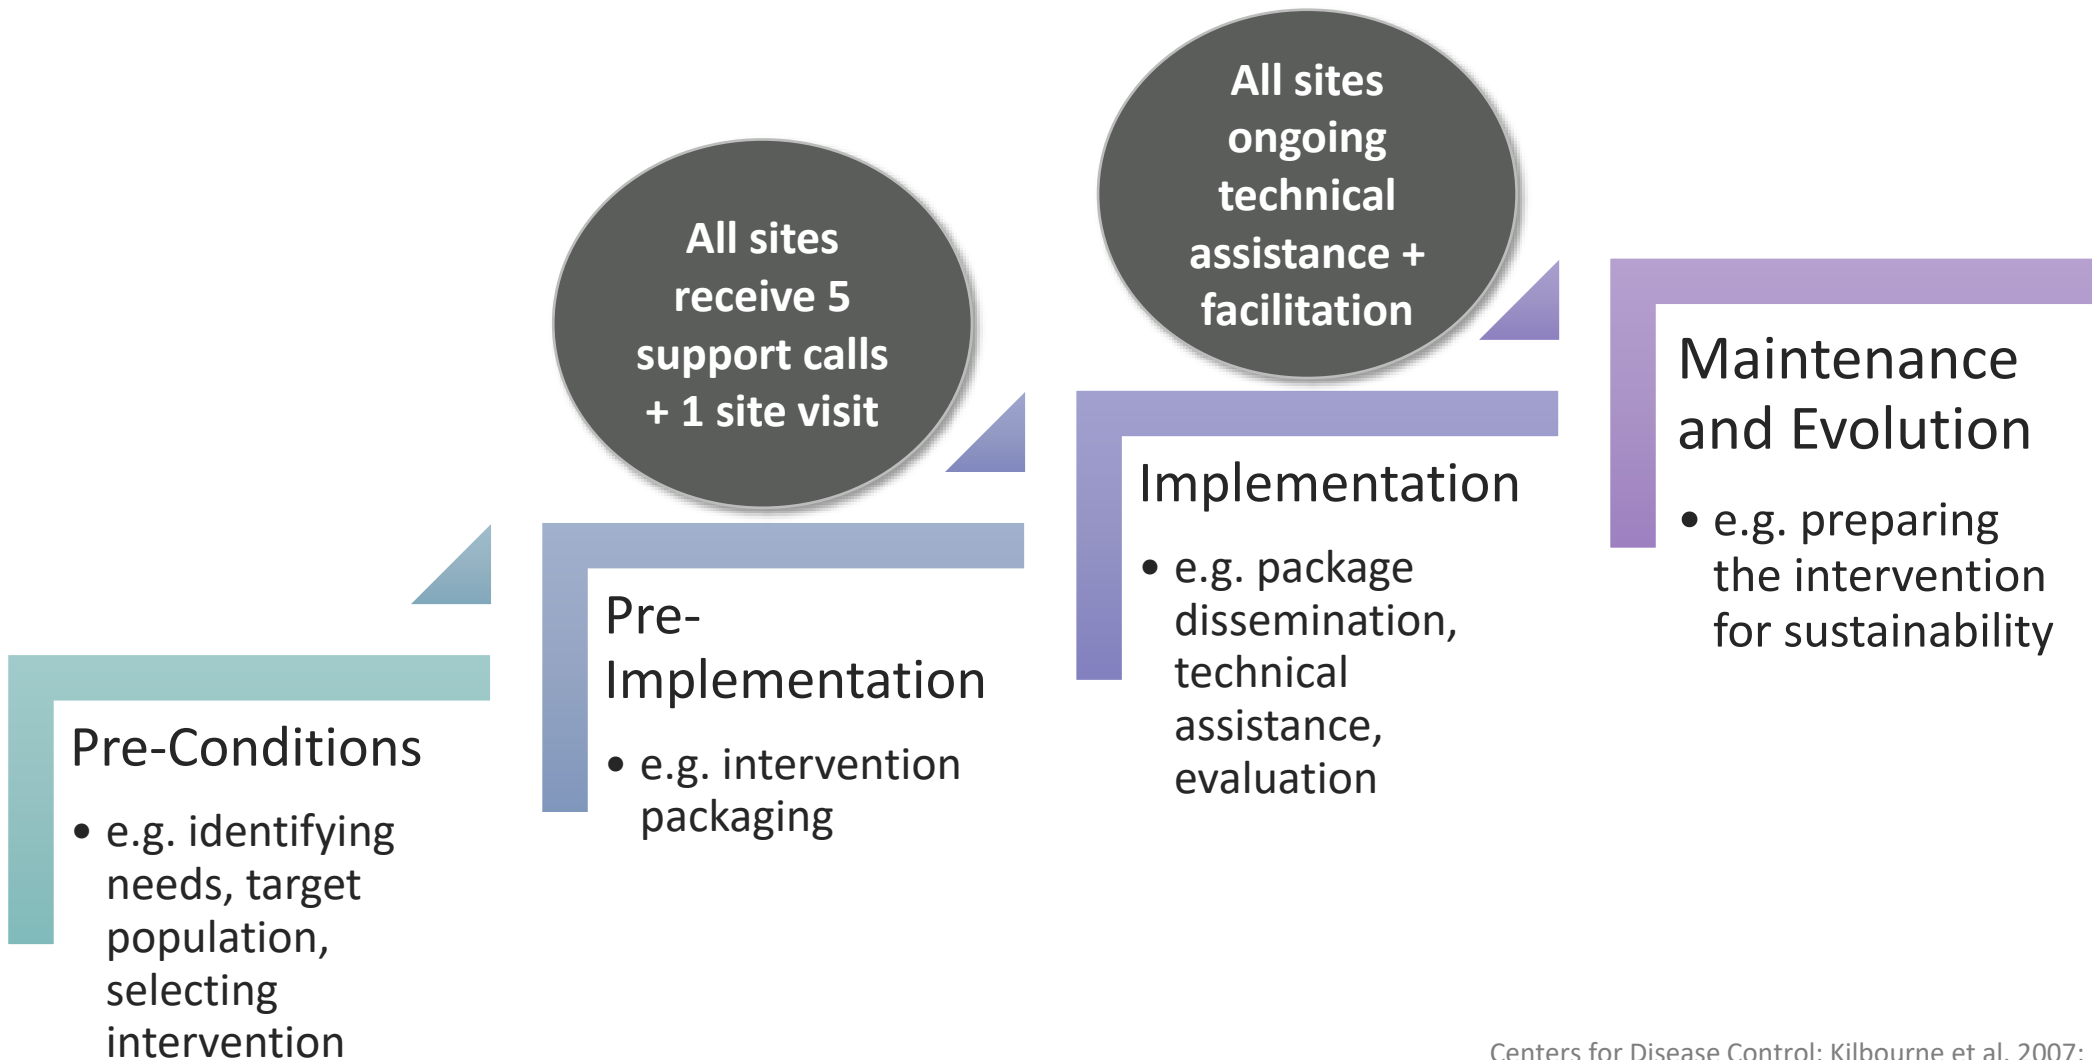 All sites
receive 5
support calls
+ 1 site visit
All sites
ongoing
technical
assistance +
facilitation
Pre-Conditions
• e.g. identifying
needs, target
population,
selecting
intervention
Pre-
Implementation
• e.g. intervention
packaging
Implementation
• e.g. package
dissemination,
technical
assistance,
evaluation
Maintenance
and Evolution
• e.g. preparing
the intervention
for sustainability
Centers for Disease Control; Kilbourne et al, 2007;